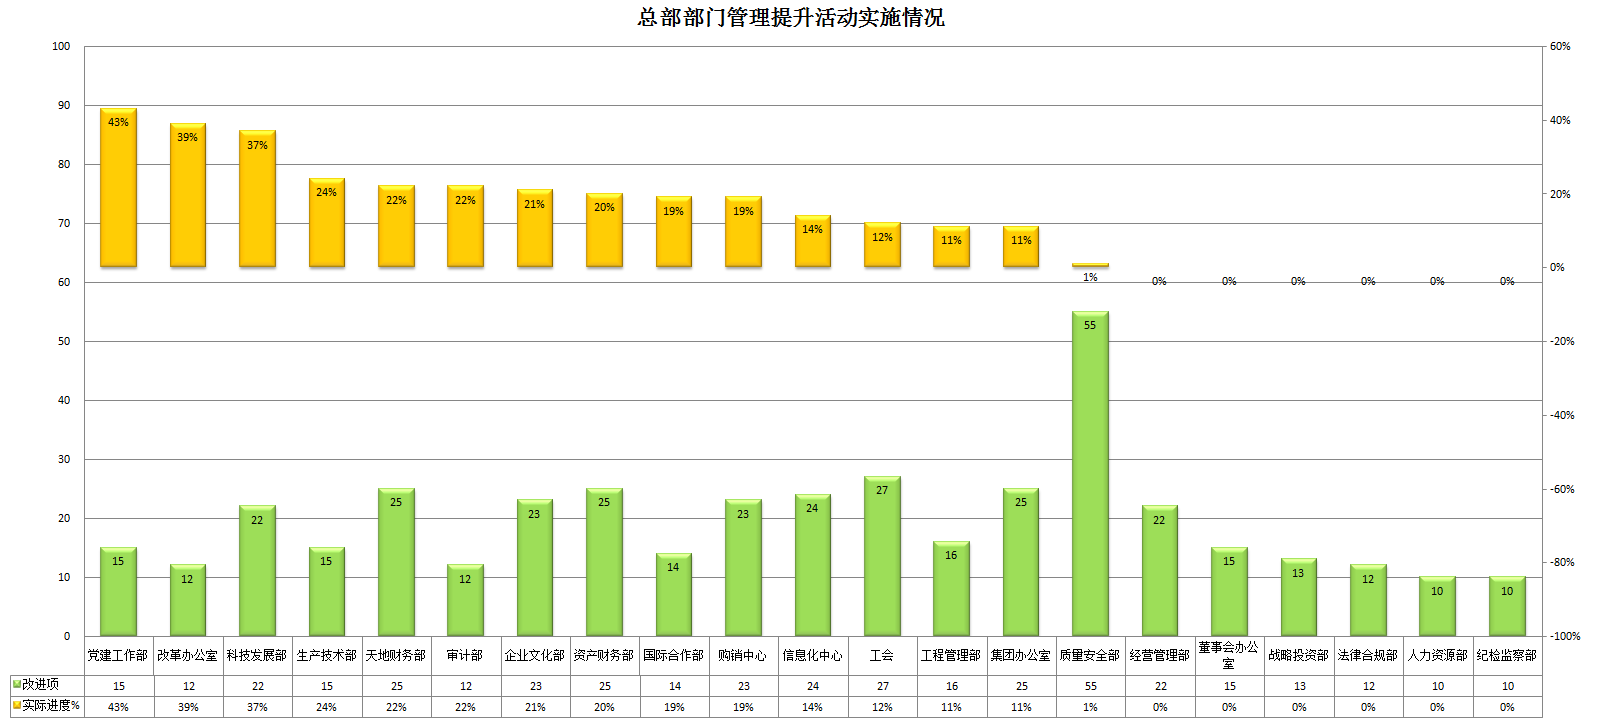 总部部门管理提升活动实施情况
100 60%
90
43% 39% 37% 40%
80
24% 22% 22% 21% 20% 19% 19% 20%
70
14% 12% 11% 11%
0%
60
1% 0% 0% 0% 0% 0% 0%
55
50 -20%
40 -40%
30
25 25 27 25 -60%
22 23 23 24 22
20
15 12 15 12 14 16 15 13 12 10 10 -80%
10
0 -100%
党建工作部 改革办公室 科技发展部 生产技术部 天地财务部 审计部 企业文化部 资产财务部 国际合作部 购销中心 信息化中心 工会 工程管理部 集团办公室 质量安全部 经营管理部 董事会办公室 战略投资部 法律合规部 人力资源部 纪检监察部
改进项 15 12 22 15 25 12 23 25 14 23 24 27 16 25 55 22 15 13 12 10 10
实际进度% 43% 39% 37% 24% 22% 22% 21% 20% 19% 19% 14% 12% 11% 11% 1% 0% 0% 0% 0% 0% 0%